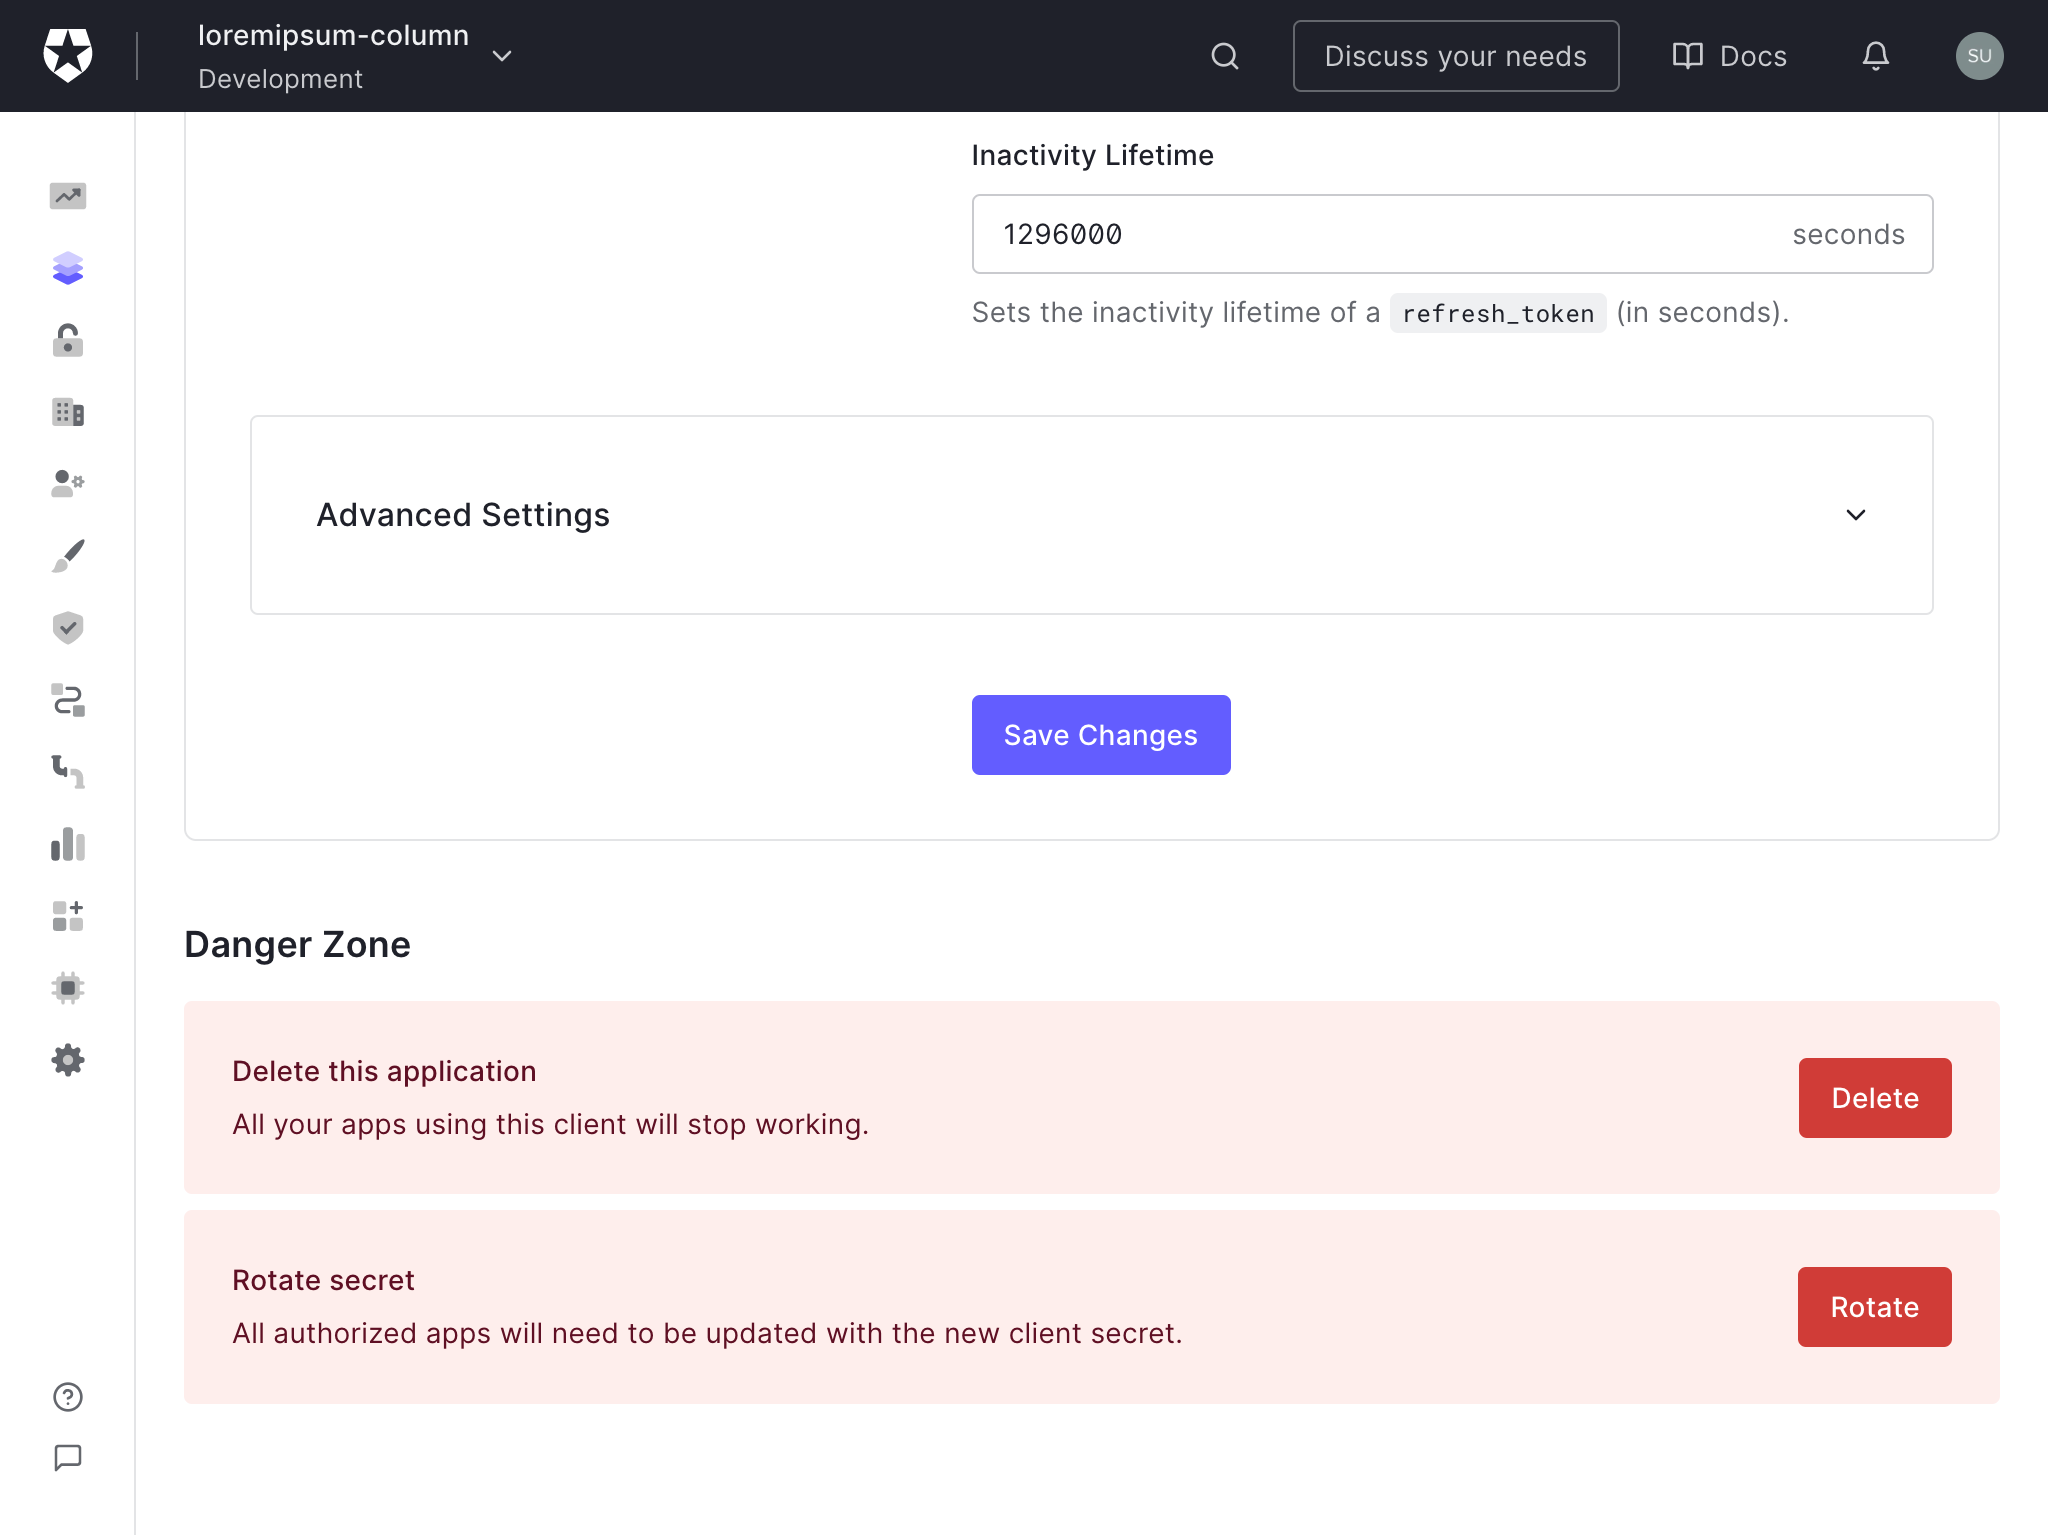 loremipsum-column
Development
Discuss your needs
Docs
SU
Inactivity Lifetime
1296000 seconds
Sets the inactivity lifetime of a refresh_token (in seconds).
Advanced Settings
Save Changes
Danger Zone
Delete this application
All your apps using this client will stop working.
Delete
Rotate secret
All authorized apps will need to be updated with the new client secret.
Rotate